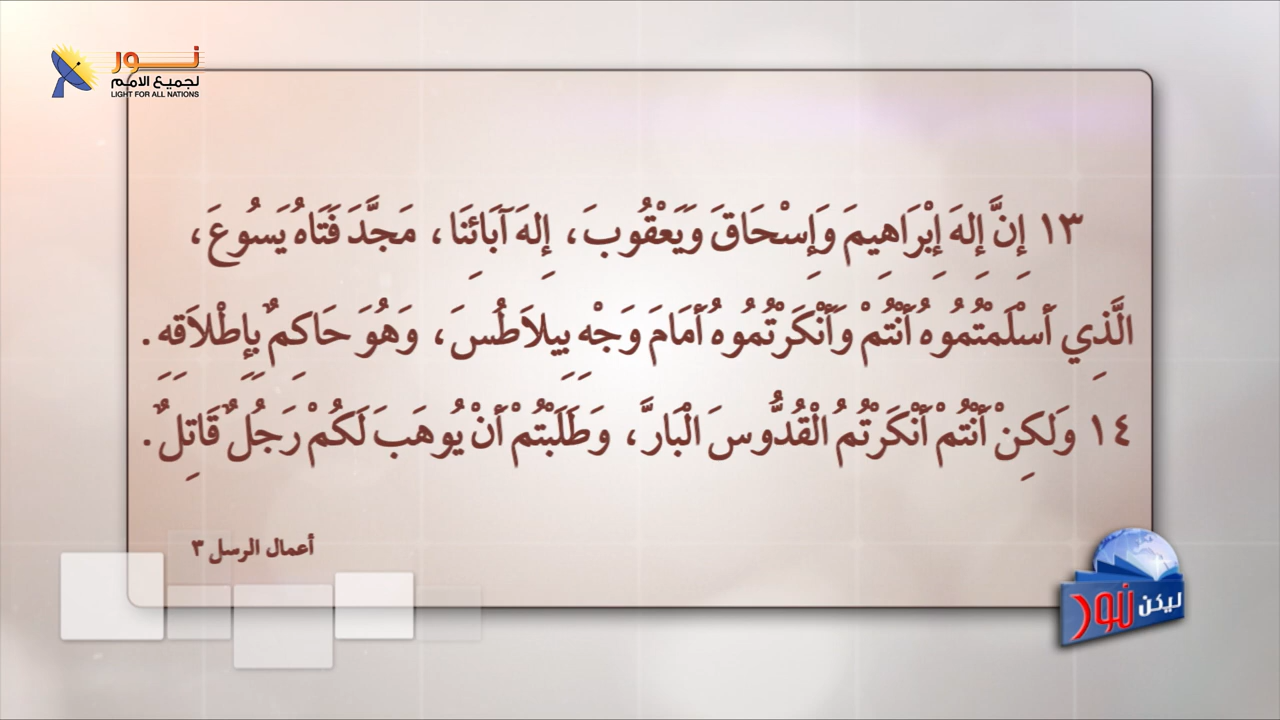 نور
لجميع الامم
LIGHT FOR ALL NATIONS
١٣ إِنَّ إِلهَ إِبْرَاهِيمَ وَإِسْحَاقَ وَيَعْقُوبَ، إِلهَ آبَائِنَا، مَجَّدَ فَتَاهُ يَسُوعَ،
الَّذِي أَسْلَمْتُمُوهُ أَنْتُمْ وَأَنْكَرْتُمُوهُ أَمَامَ وَجْهِ بِيلاَطُسَ، وَهُوَ حَاكِمٌ بِإِطْلاَقِهِ.
١٤ وَلكِنْ أَنْتُمْ أَنْكَرْتُمُ الْقُدُّوسَ الْبَارَّ، وَطَلَبْتُمْ أَنْ يُوهَبَ لَكُمْ رَجُلٌ قَاتِلٌ.
أعمال الرسل ٣
ليكن نور